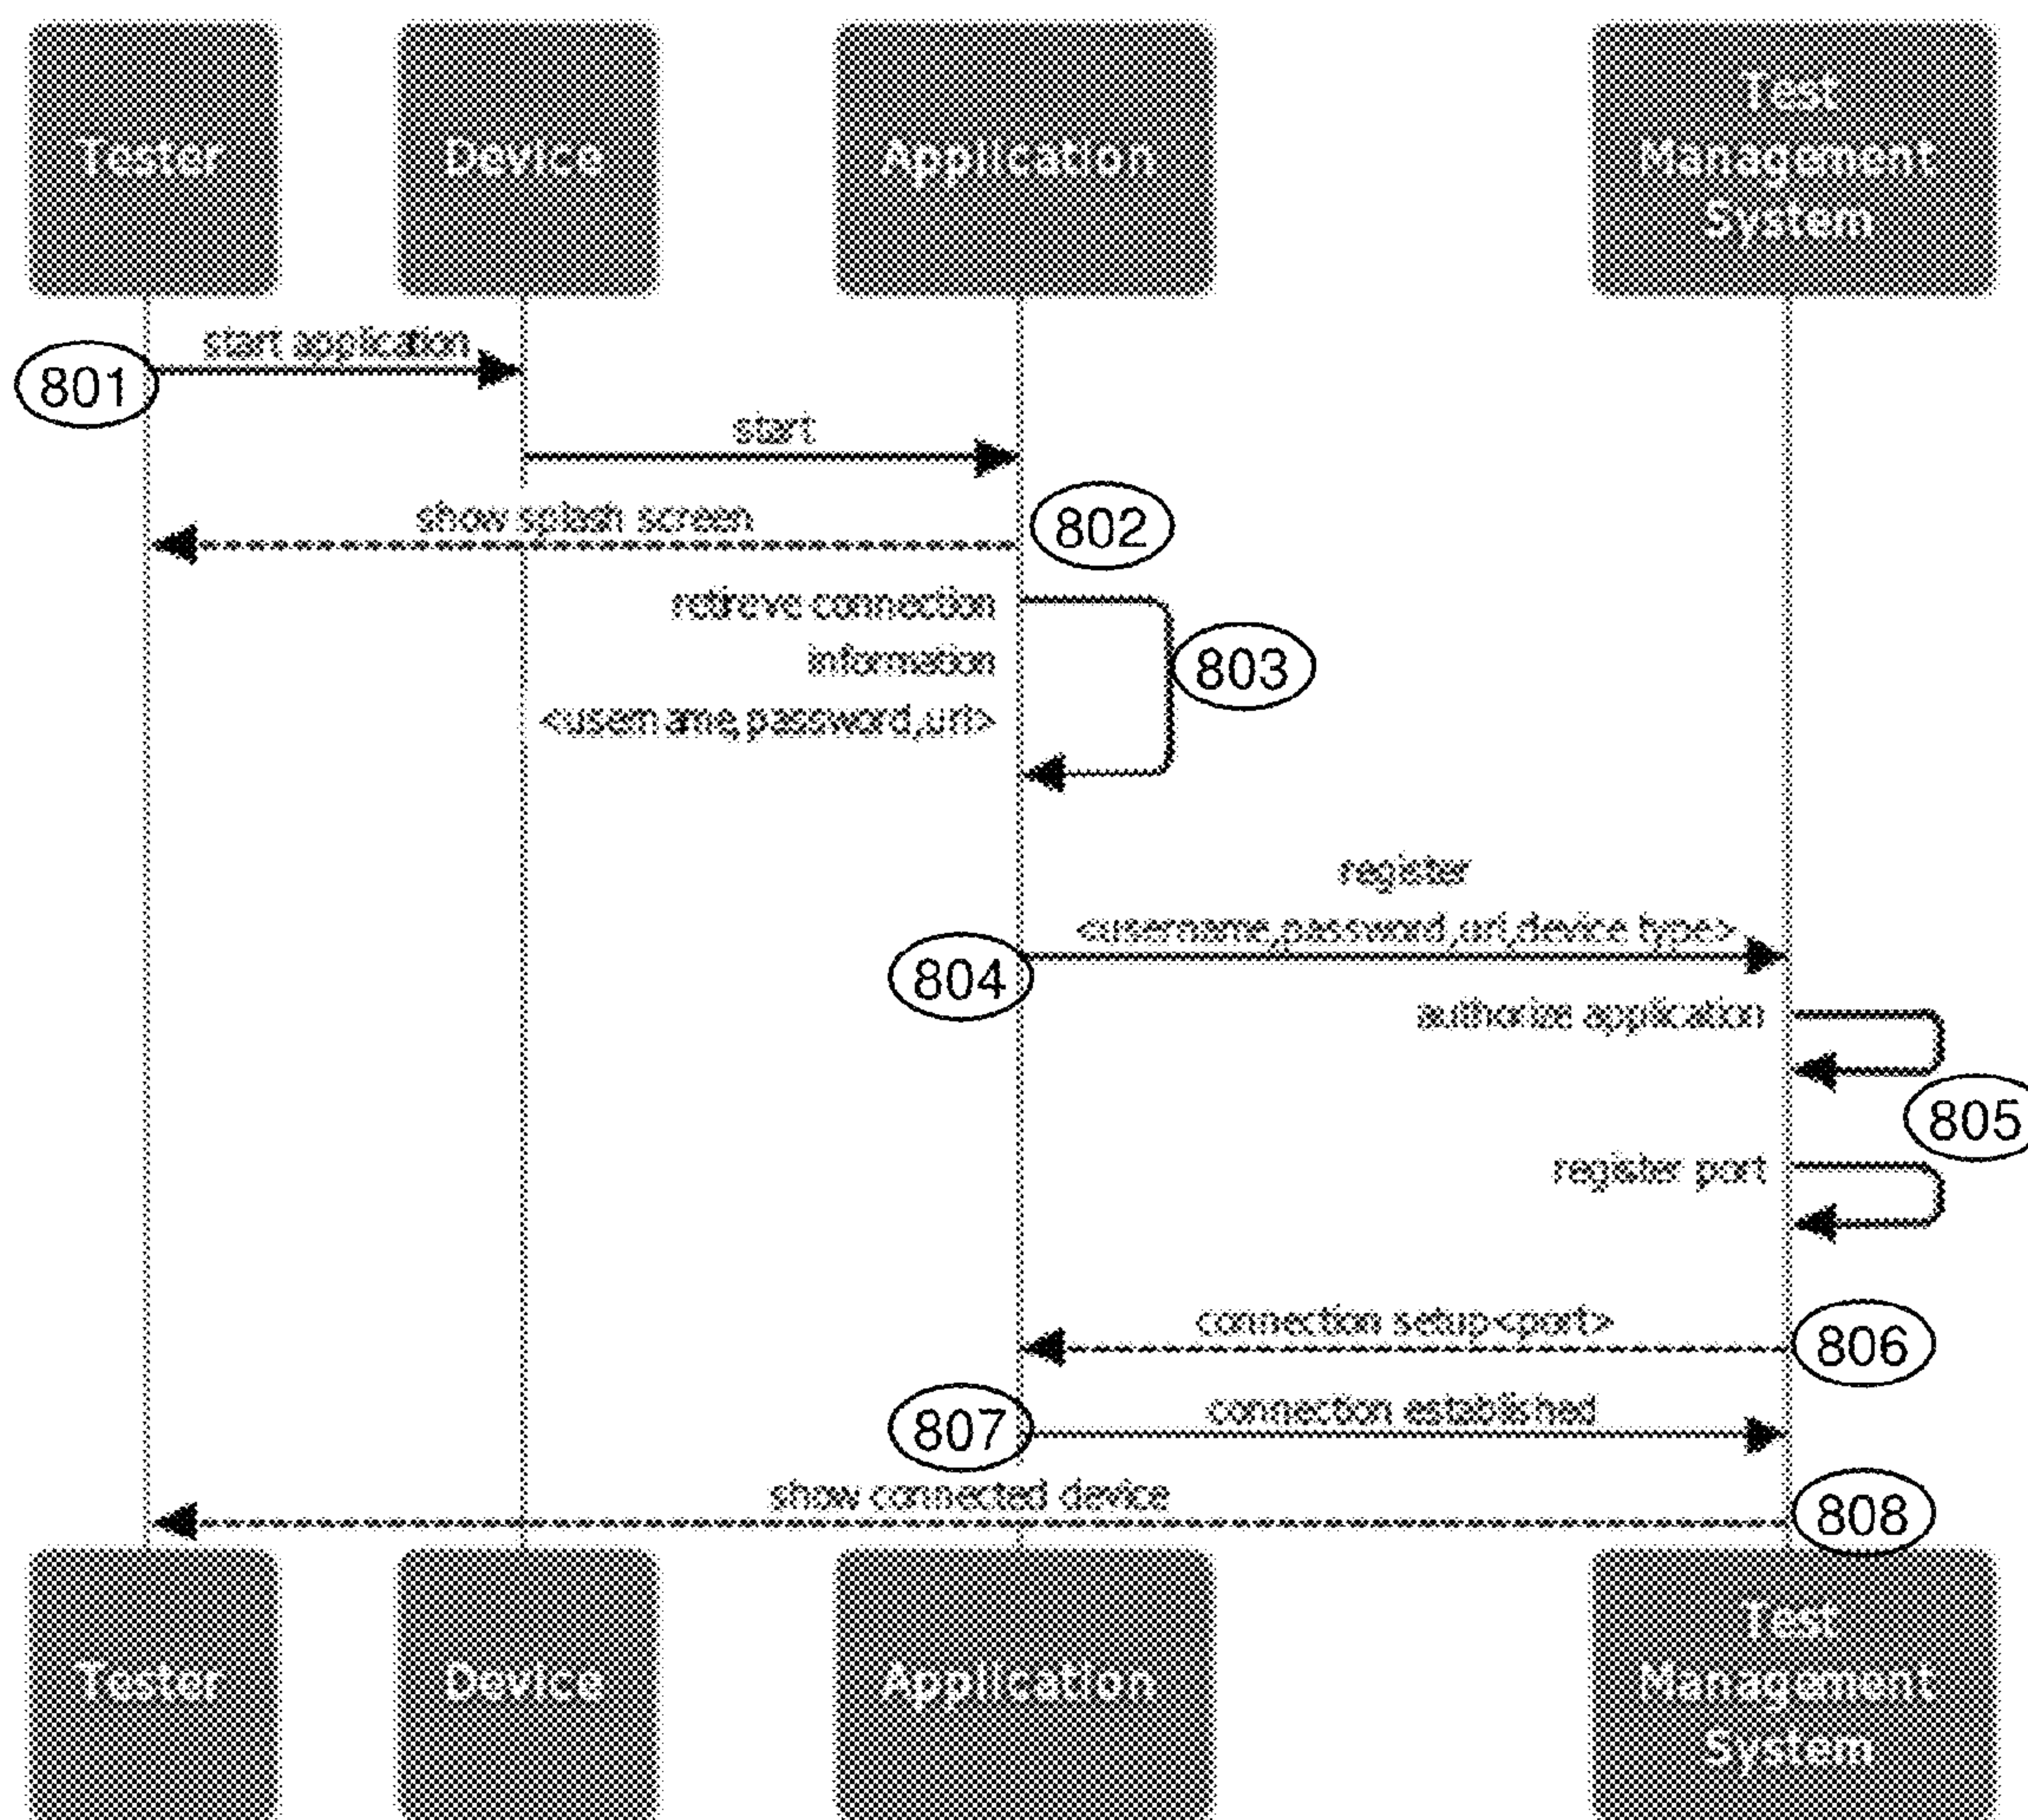 Tester
Device
Application
Test
Management
System
start application
801
start
show splash screen
802
retireve connection
information
803
<username,password,url>
register
<username,password,url,device type>
804
authorize application
805
register port
connection setup<port>
806
connection established
807
show connected device
808
Tester
Device
Application
Test
Management
System